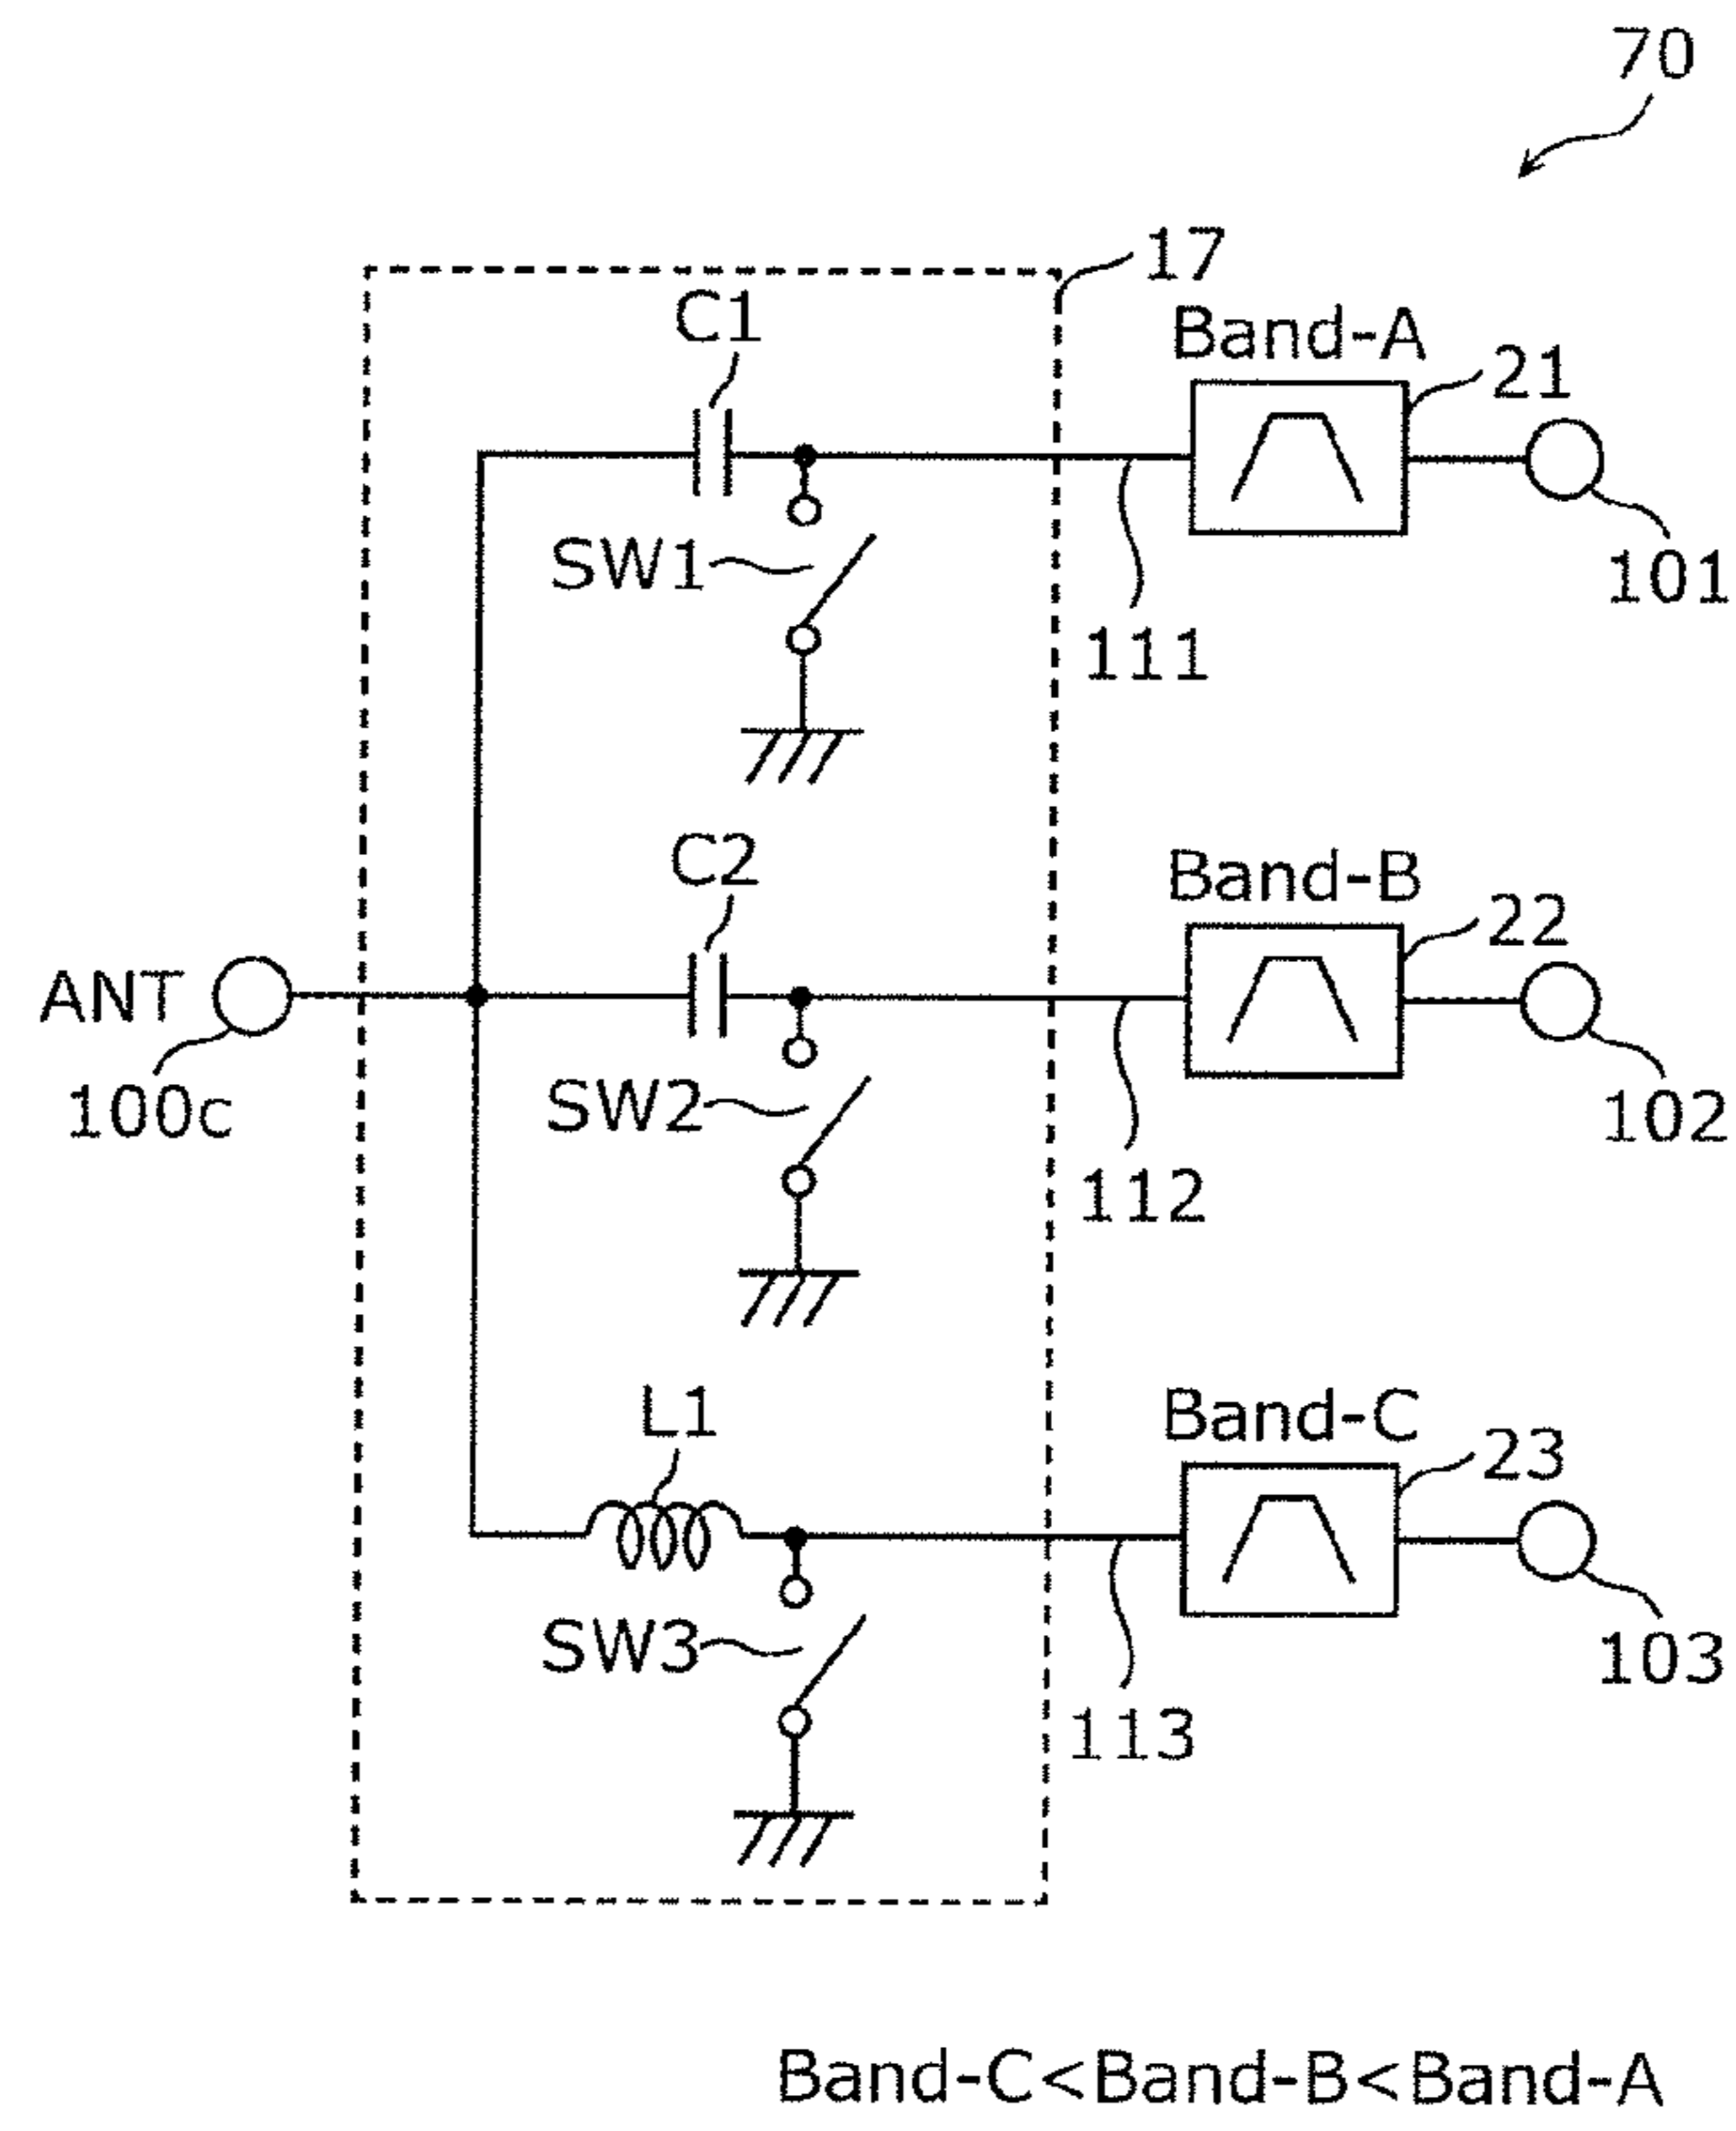 70
17
C1
Band-A
21
SW1
101
111
C2
Band-B
22
ANT
100c
SW2
102
112
L1
Band-C
23
SW3
103
113
Band-C<Band-B<Band-A